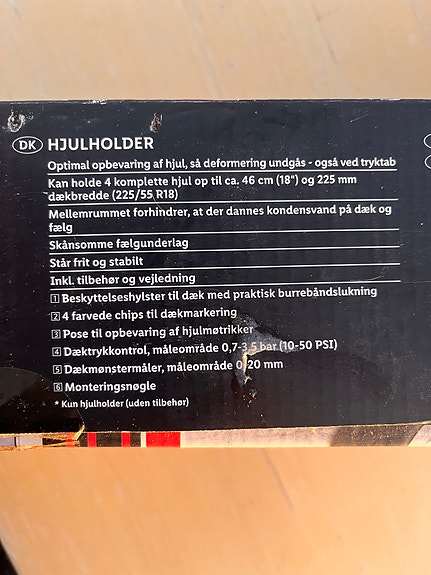 DK HJULHOLDER
Optimal opbevaring af hjul, så deformering undgås - også ved tryktab
Kan holde 4 komplette hjul op til ca. 46 cm (18") og 225 mm
dækbredde (225/55 R18)
Mellemrummet forhindrer, at der dannes kondensvand på dæk og
fælg
Skånsomme fælgunderlag
Står frit og stabilt
Inkl. tilbehør og vejledning
1 Beskyttelseshylster til dæk med praktisk burrebåndslukning
2 4 farvede chips til dækmarkering
3 Pose til opbevaring af hjulmøtrikker
4 Dæktrykkontrol, måleområde 0,7-3,5 bar (10-50 PSI)
5 Dækmønstermåler, måleområde 0-20 mm
6 Monteringsnøgle
* Kun hjulholder (uden tilbehør)